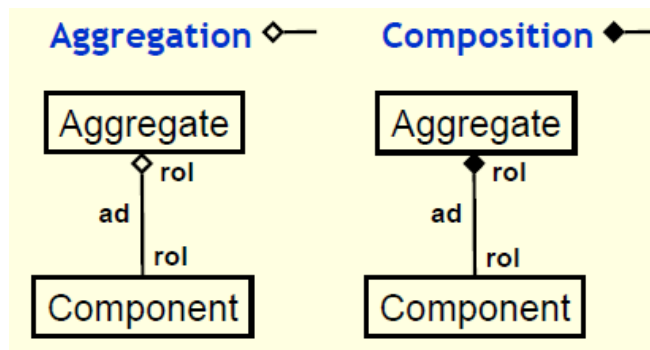 Aggregation Composition
Aggregate Aggregate
rol rol
ad ad
rol rol
Component Component